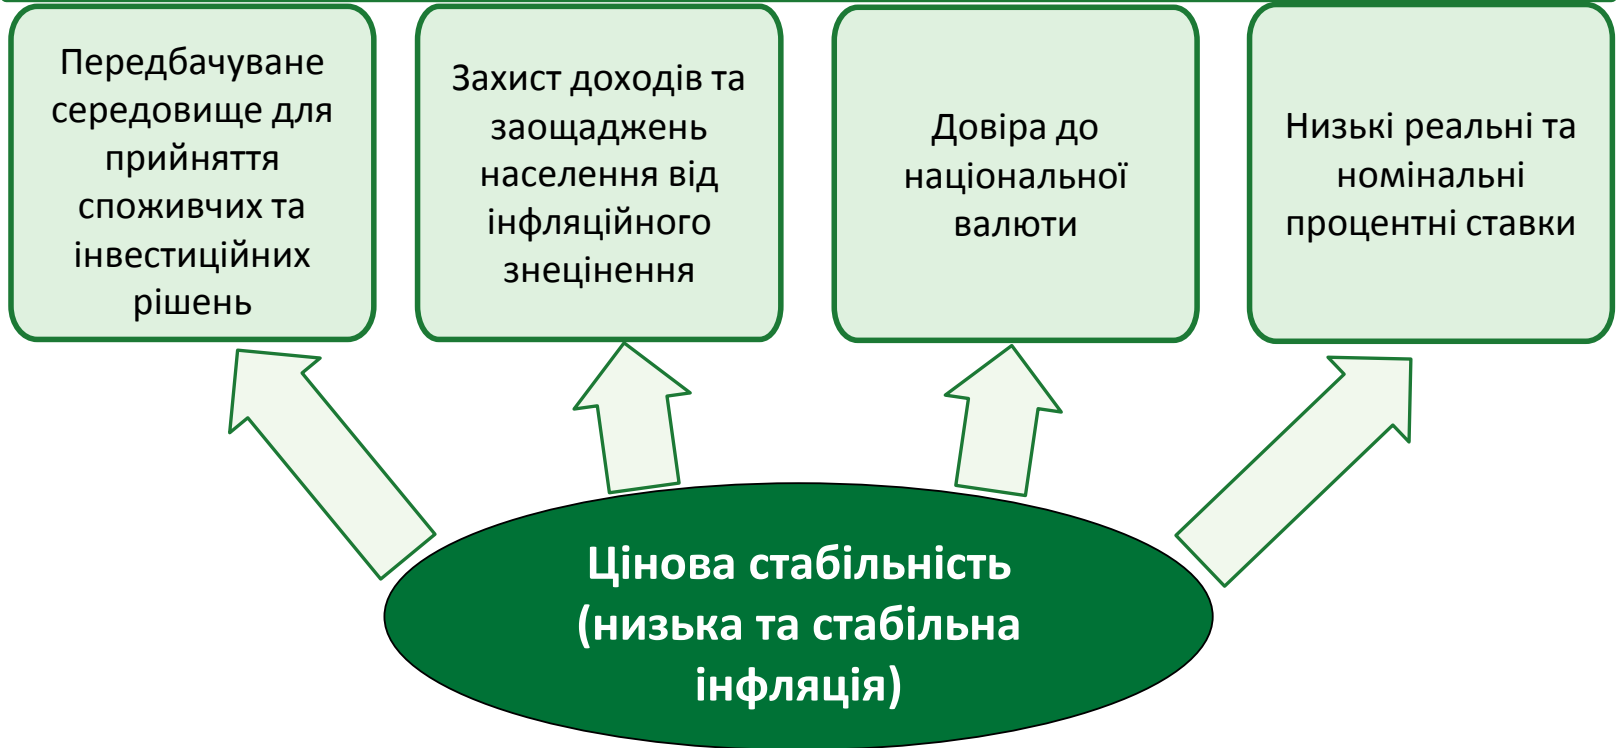 Передбачуване
середовище для
прийняття
споживчих та
інвестиційних
рішень
Захист доходів та
заощаджень
населення від
інфляційного
знецінення
Довіра до
національної
валюти
Низькі реальні та
номінальні
процентні ставки
Цінова стабільність
(низька та стабільна
інфляція)